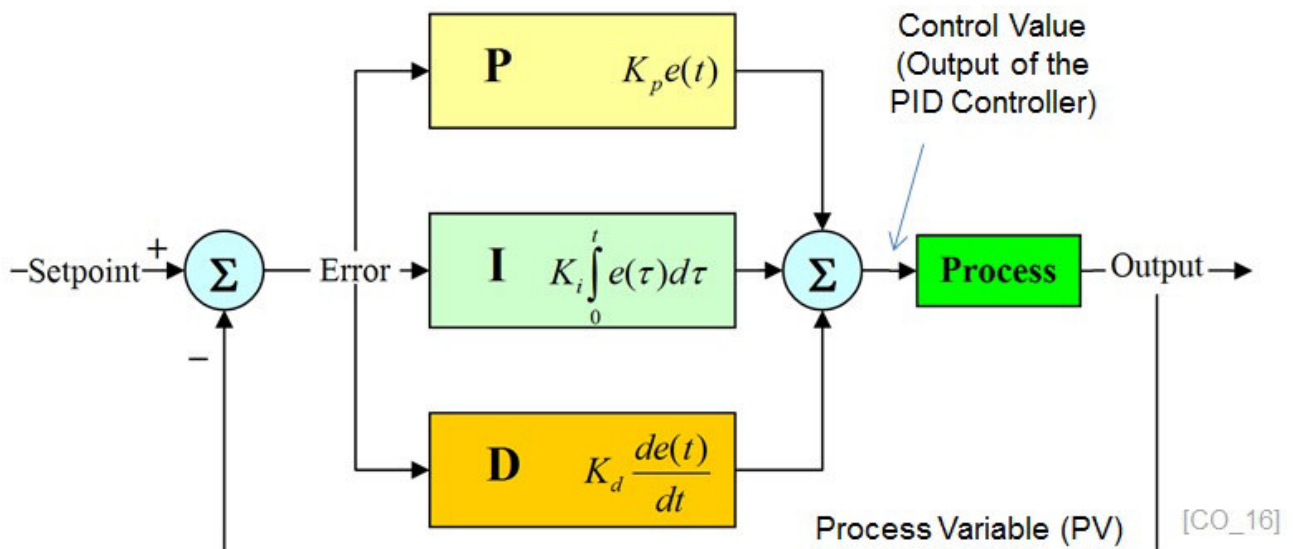 Control Value
(Output of the
PID Controller)
P K_p e(t)
–Setpoint + Σ Error I K_i ∫_0^t e(τ)dτ Σ Process Output
–
D K_d de(t)/dt
Process Variable (PV) [CO_16]